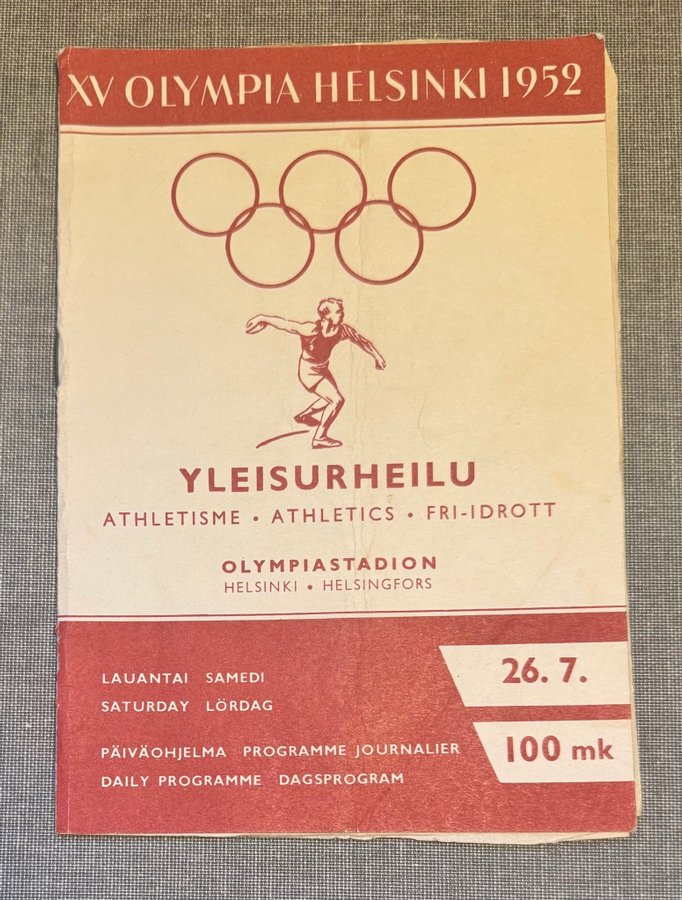 XV OLYMPIA HELSINKI 1952
YLEISURHEILU
ATHLETISME • ATHLETICS • FRI-IDROTT
OLYMPIASTADION
HELSINKI • HELSINGFORS
LAUANTAI SAMEDI
SATURDAY LÖRDAG
26. 7.
PÄIVÄOHJELMA PROGRAMME JOURNALIER
DAILY PROGRAMME DAGSPROGRAM
100 mk